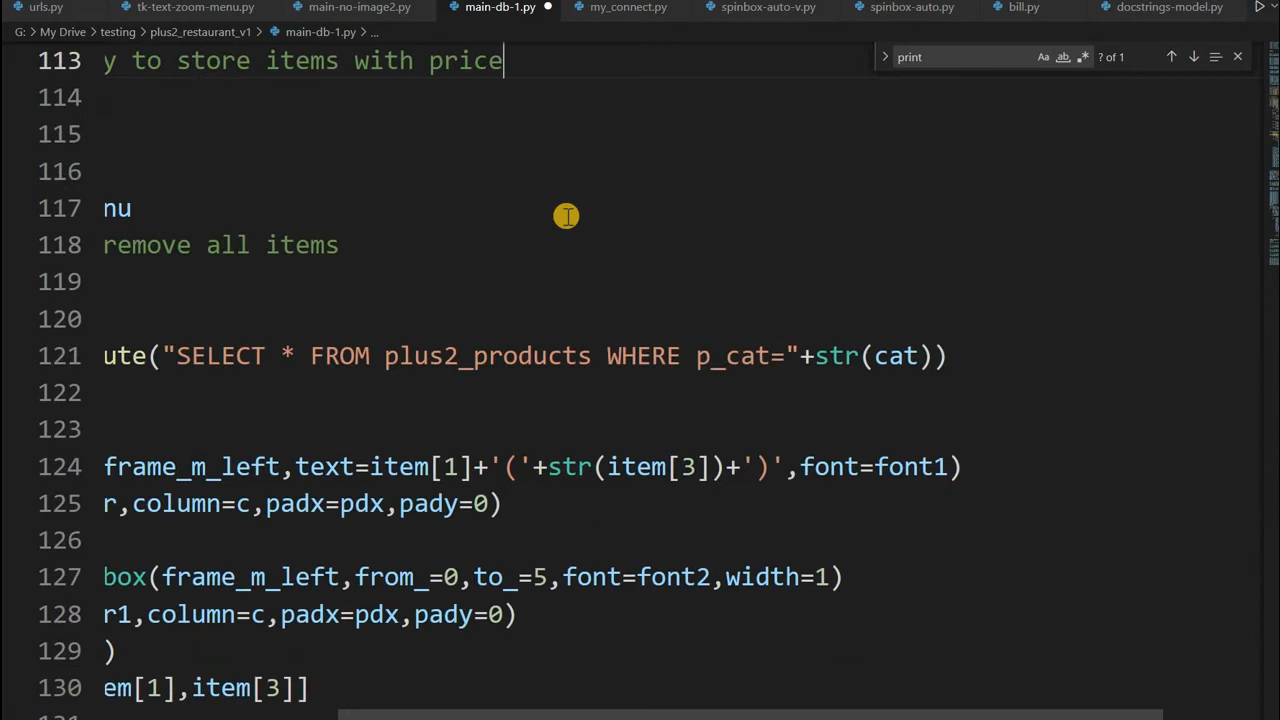 urls.py tk-text-zoom-menu.py main-no-image2.py main-db-1.py my_connect.py spinbox-auto-v.py spinbox-auto.py bill.py docstrings-model.py
G: > My Drive > testing > plus2_restaurant_v1 > main-db-1.py > ...
print Aa ab .* ? of 1
113 y to store items with price
114
115
116
117 nu
118 remove all items
119
120
121 ute("SELECT * FROM plus2_products WHERE p_cat="+str(cat))
122
123
124 frame_m_left,text=item[1]+'('+str(item[3])+')',font=font1)
125 r,column=c,padx=pdx,pady=0)
126
127 box(frame_m_left,from_=0,to_=5,font=font2,width=1)
128 r1,column=c,padx=pdx,pady=0)
129 )
130 em[1],item[3]]